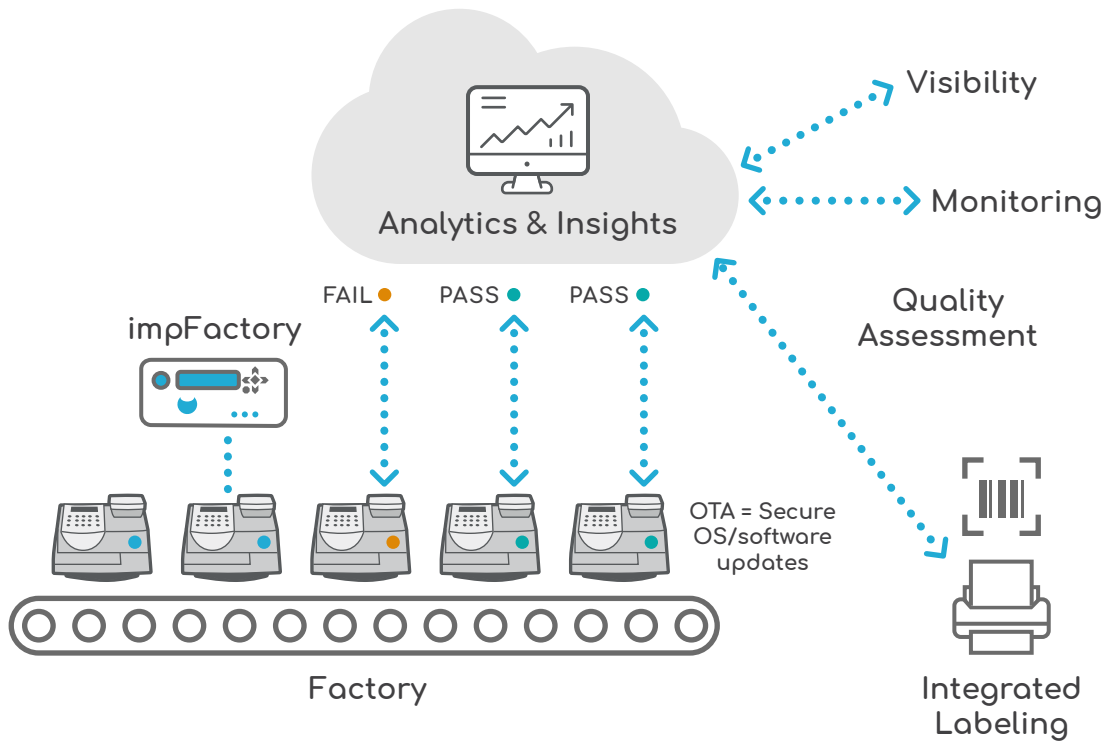 Visibility
Analytics & Insights
Monitoring
FAIL
PASS
PASS
Quality
Assessment
impFactory
OTA = Secure
OS/software
updates
Factory
Integrated
Labeling